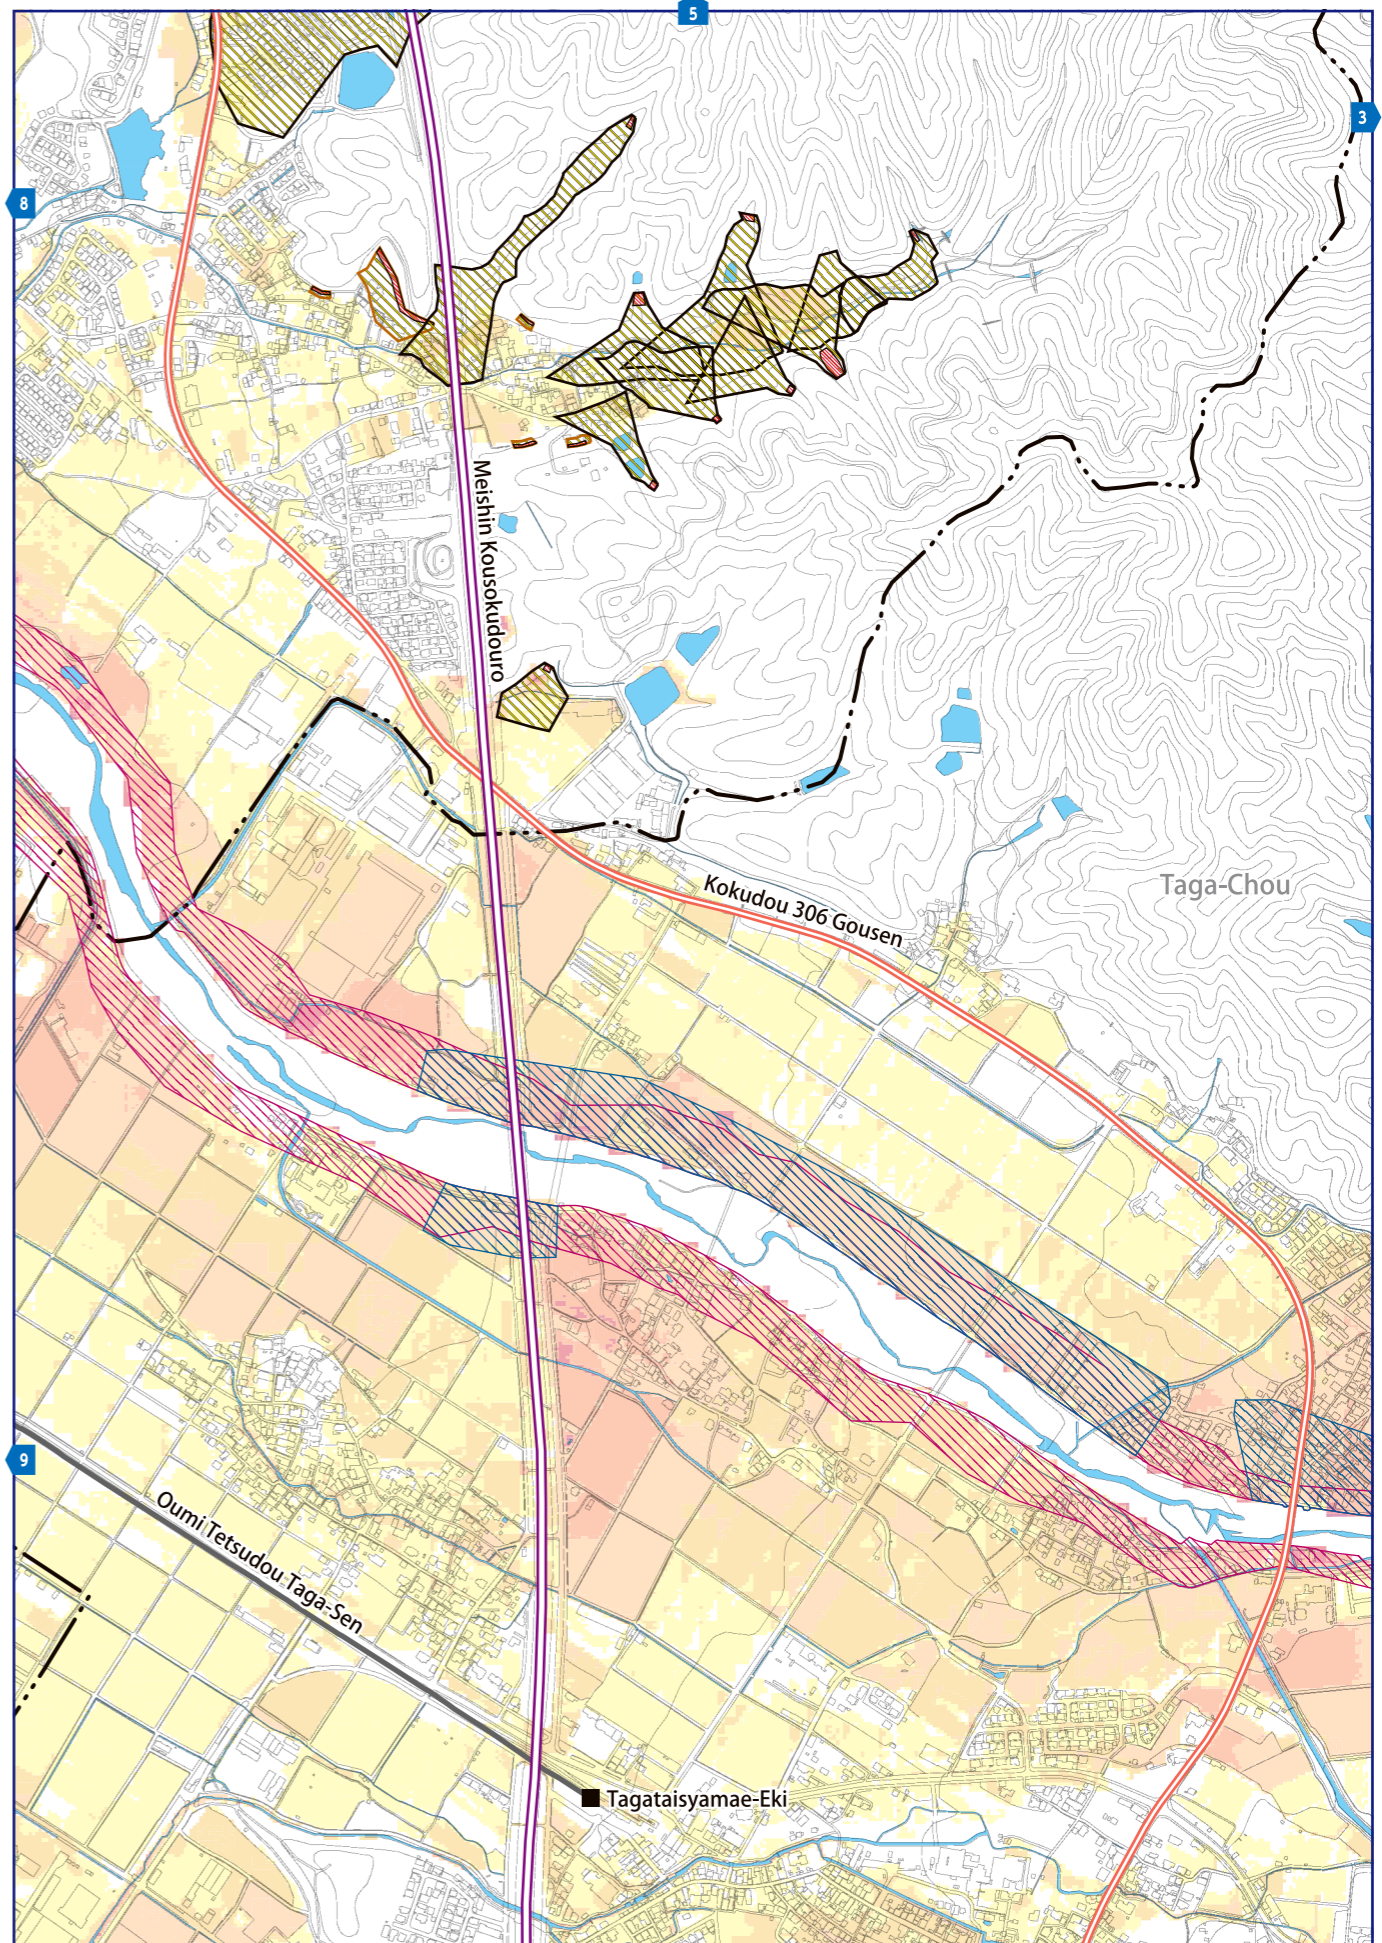 5
3
8
Meishin Kousokudouro
Taga-Chou
Kokudou 306 Gousen
9
Oumi Tetsudou Taga-Sen
Tagataisyamae-Eki